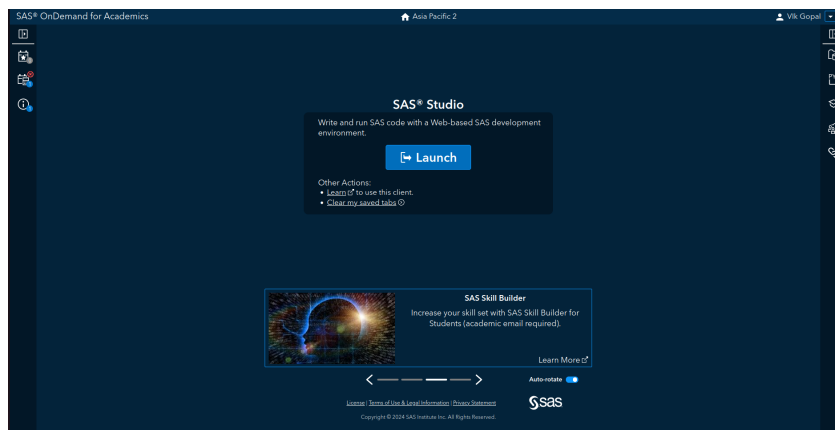 SAS® OnDemand for Academics
Asia Pacific 2
Vik Gopal
SAS® Studio
Write and run SAS code with a Web-based SAS development
environment.
Launch
Other Actions:
Learn to use this client.
Clear my saved tabs
SAS Skill Builder
Increase your skill set with SAS Skill Builder for
Students (academic email required).
Learn More
Auto-rotate
License | Terms of Use & Legal Information | Privacy Statement
sas
Copyright © 2024 SAS Institute Inc. All Rights Reserved.